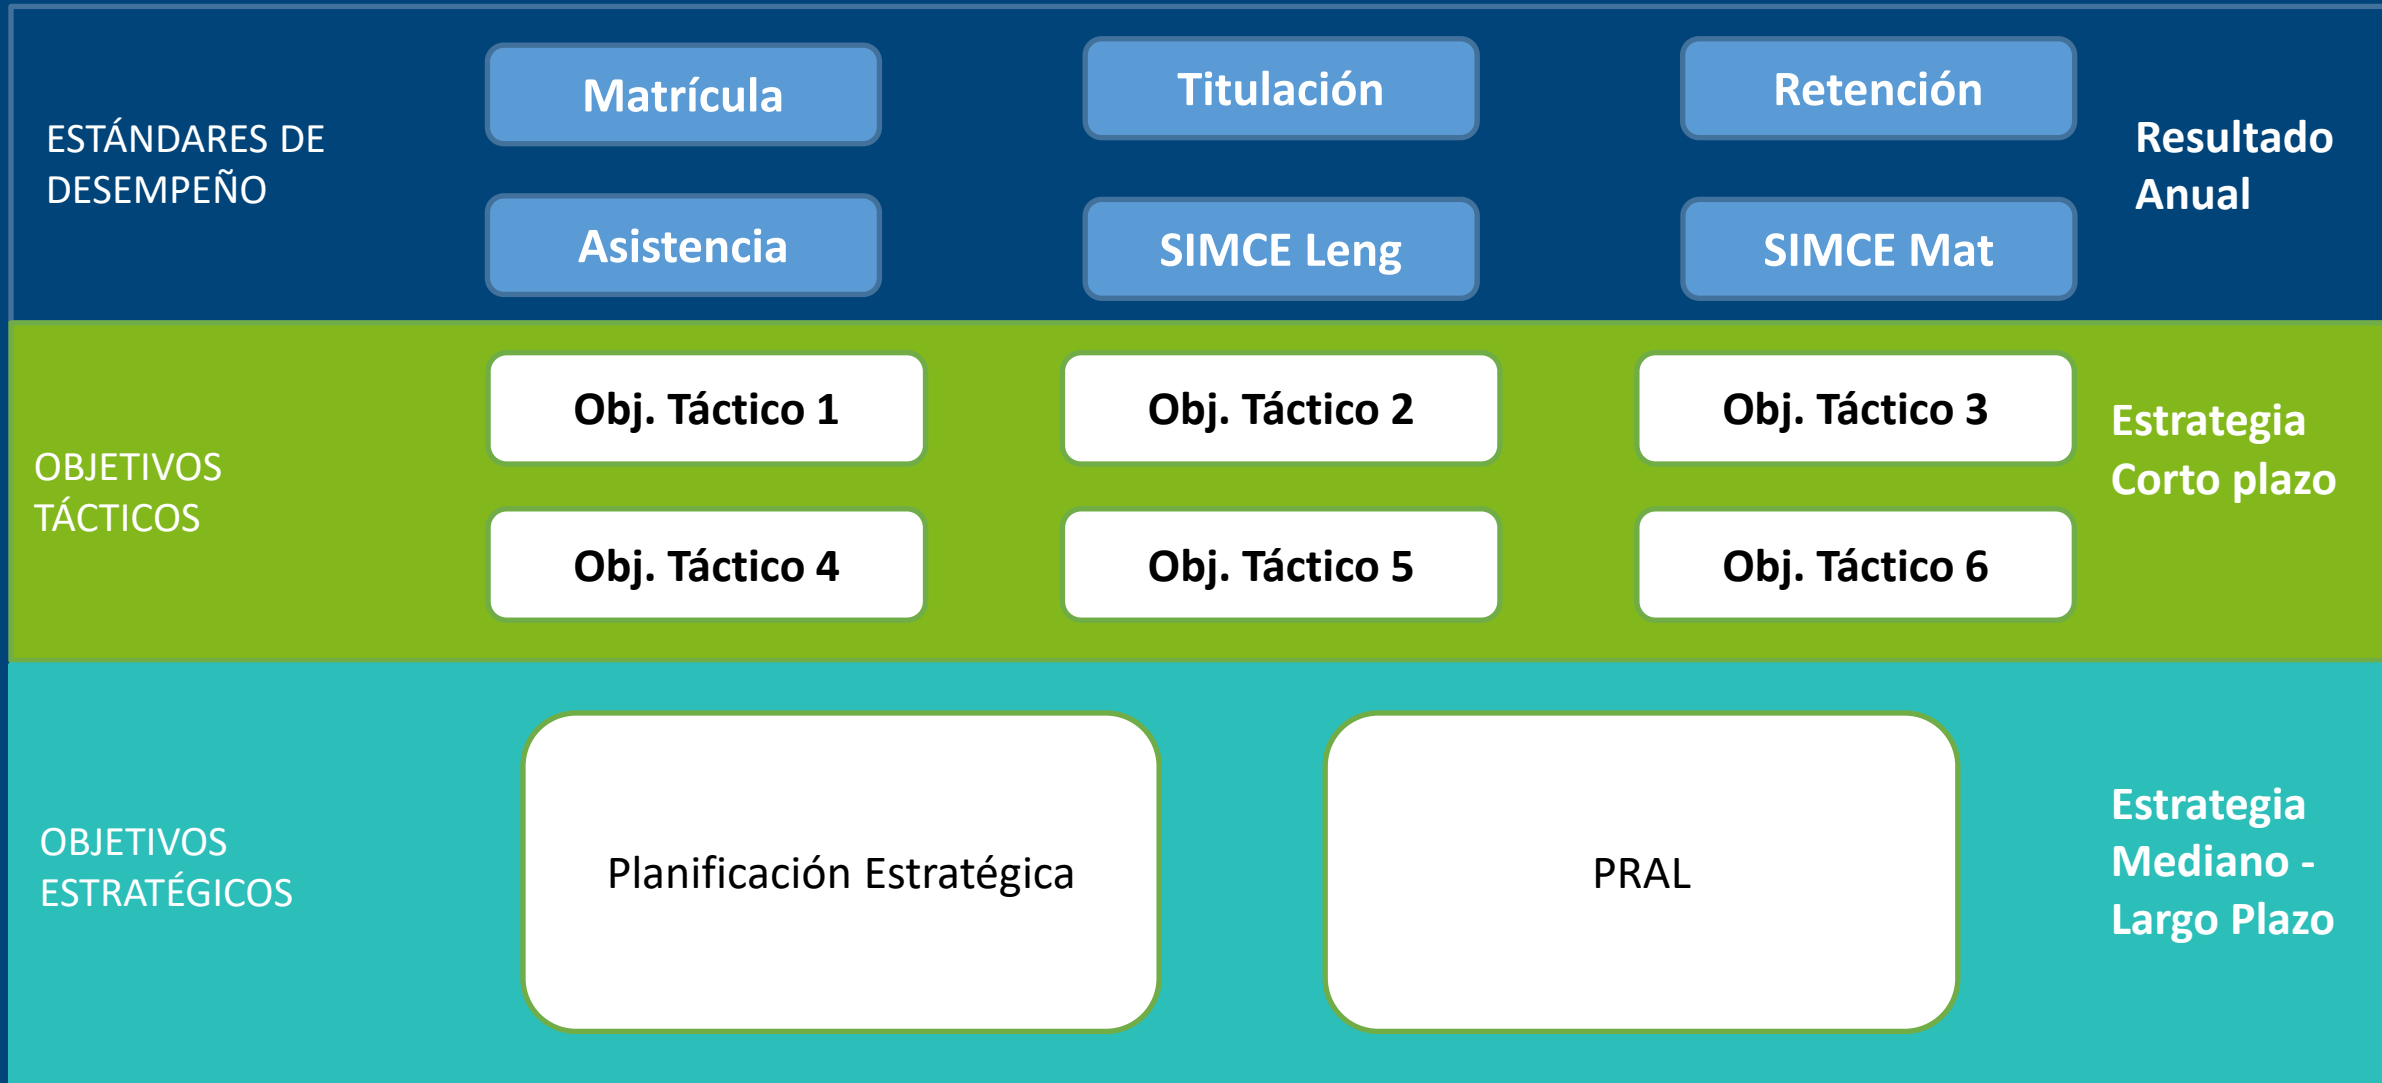 ESTÁNDARES DE
DESEMPEÑO
Matrícula
Titulación
Retención
Asistencia
SIMCE Leng
SIMCE Mat
Resultado
Anual
OBJETIVOS
TÁCTICOS
Obj. Táctico 1
Obj. Táctico 2
Obj. Táctico 3
Obj. Táctico 4
Obj. Táctico 5
Obj. Táctico 6
Estrategia
Corto plazo
OBJETIVOS
ESTRATÉGICOS
Planificación Estratégica
PRAL
Estrategia
Mediano -
Largo Plazo